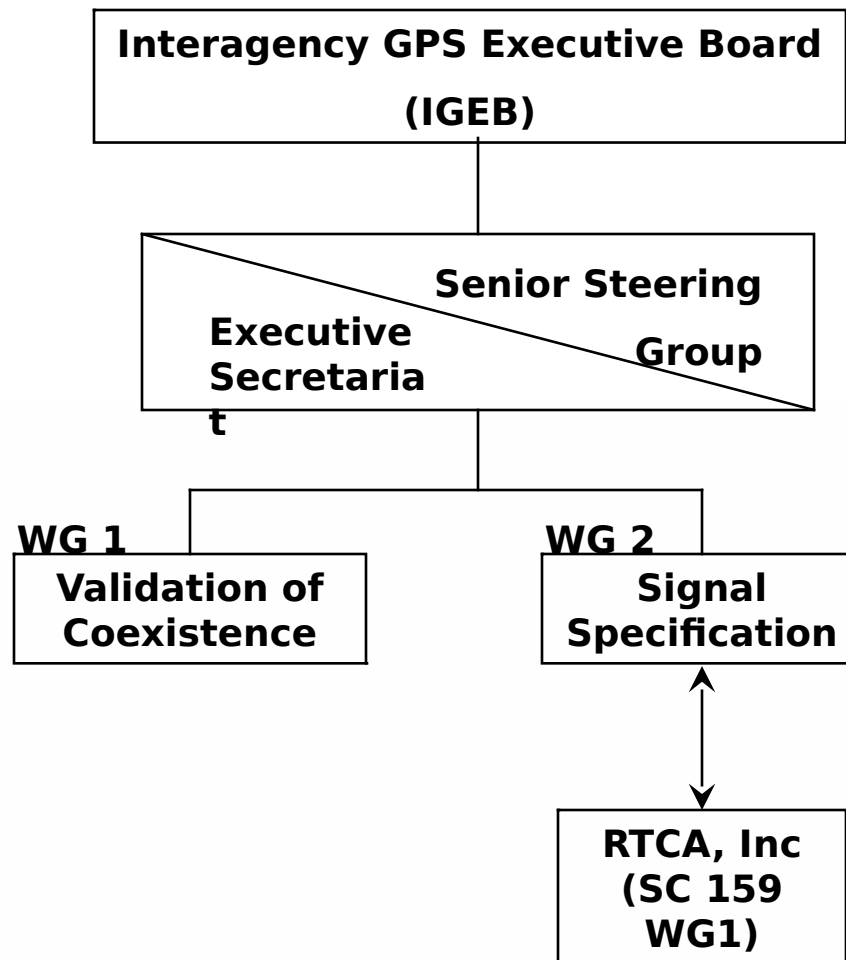 Interagency GPS Executive Board
(IGEB)
Senior Steering
Group
Executive
Secretaria
t
WG 1
Validation of
Coexistence
WG 2
Signal
Specification
RTCA, Inc
(SC 159
WG1)